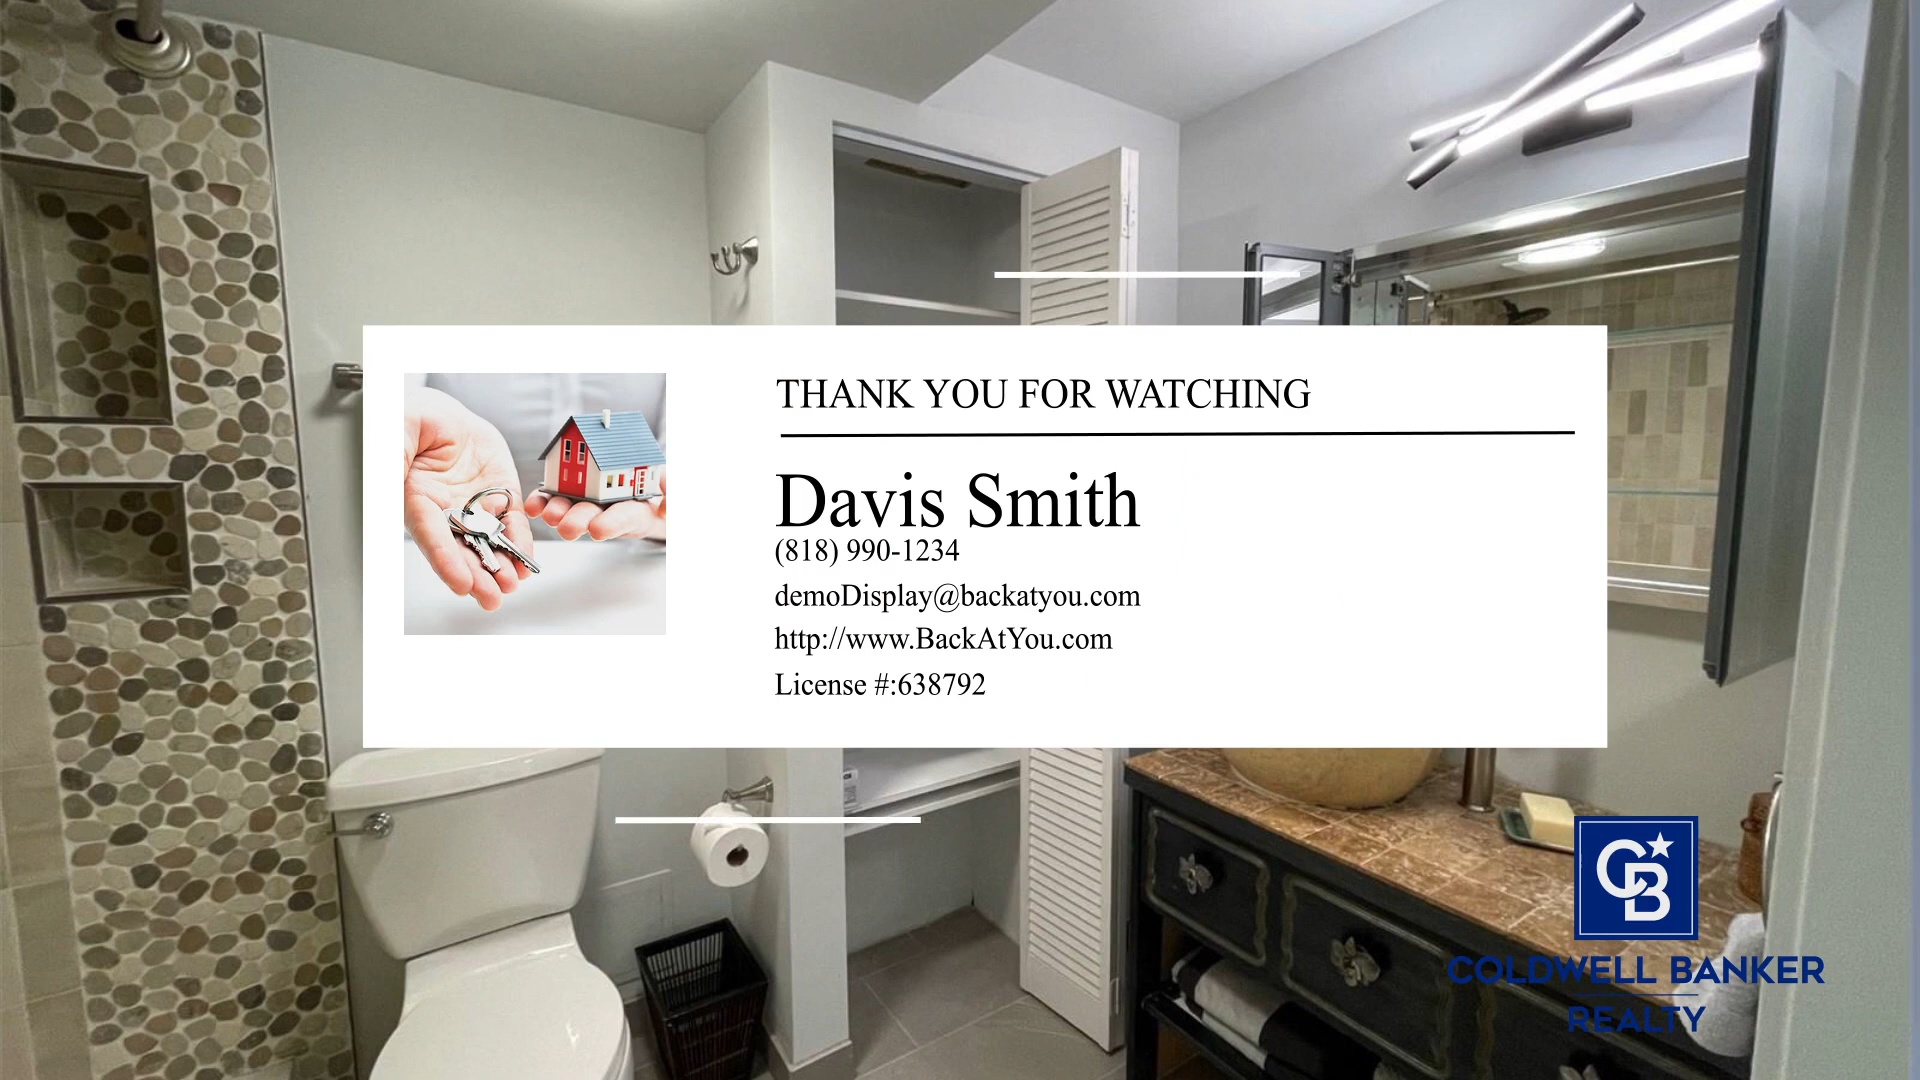 THANK YOU FOR WATCHING
Davis Smith
(818) 990-1234
demoDisplay@backatyou.com
http://www.BackAtYou.com
License #:638792
CB
COLDWELL BANKER
REALTY